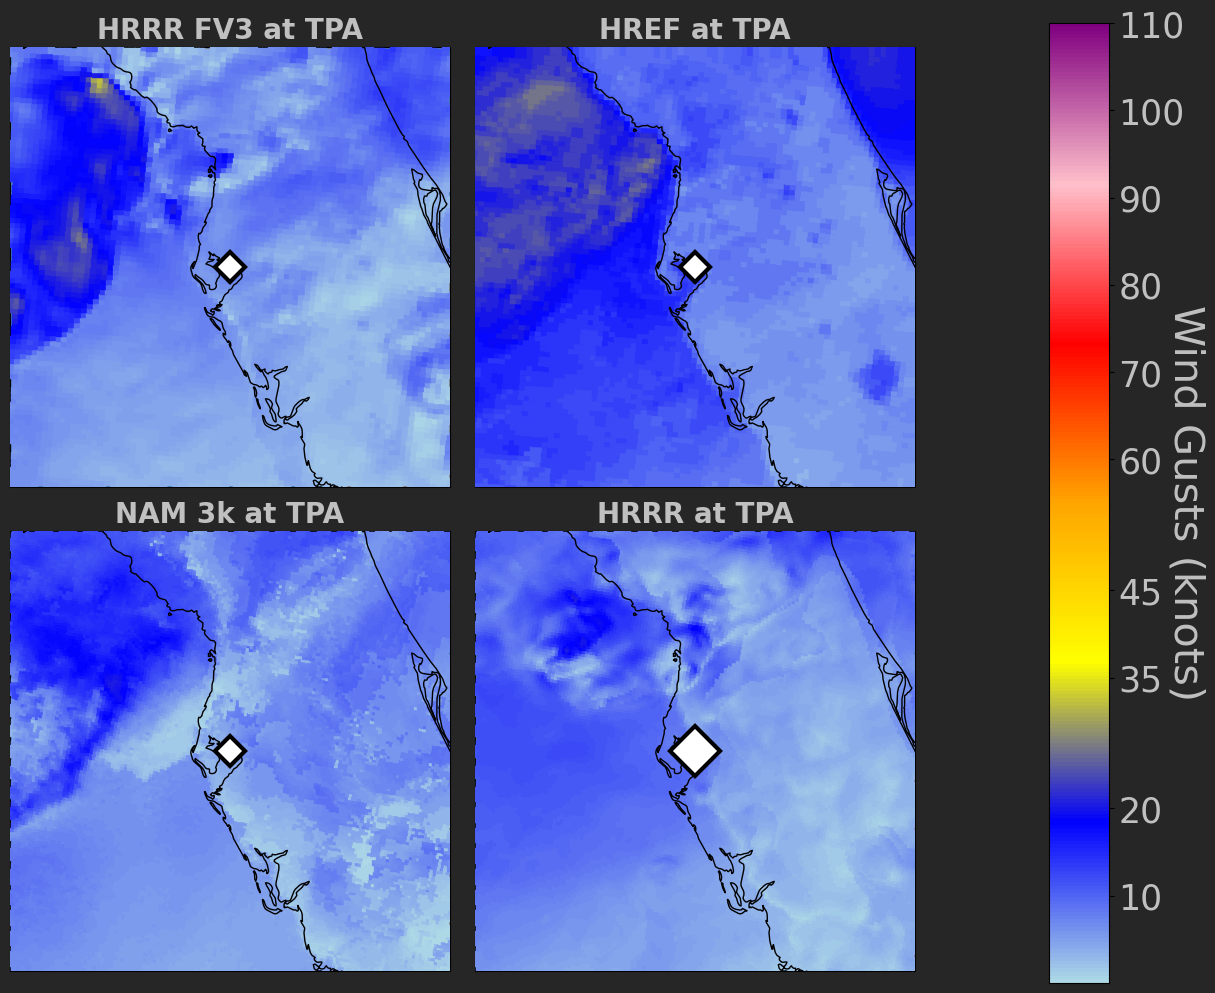 HRRR FV3 at TPA
HREF at TPA
NAM 3k at TPA
HRRR at TPA
110
100
90
80
70
60
45
35
20
10
Wind Gusts (knots)